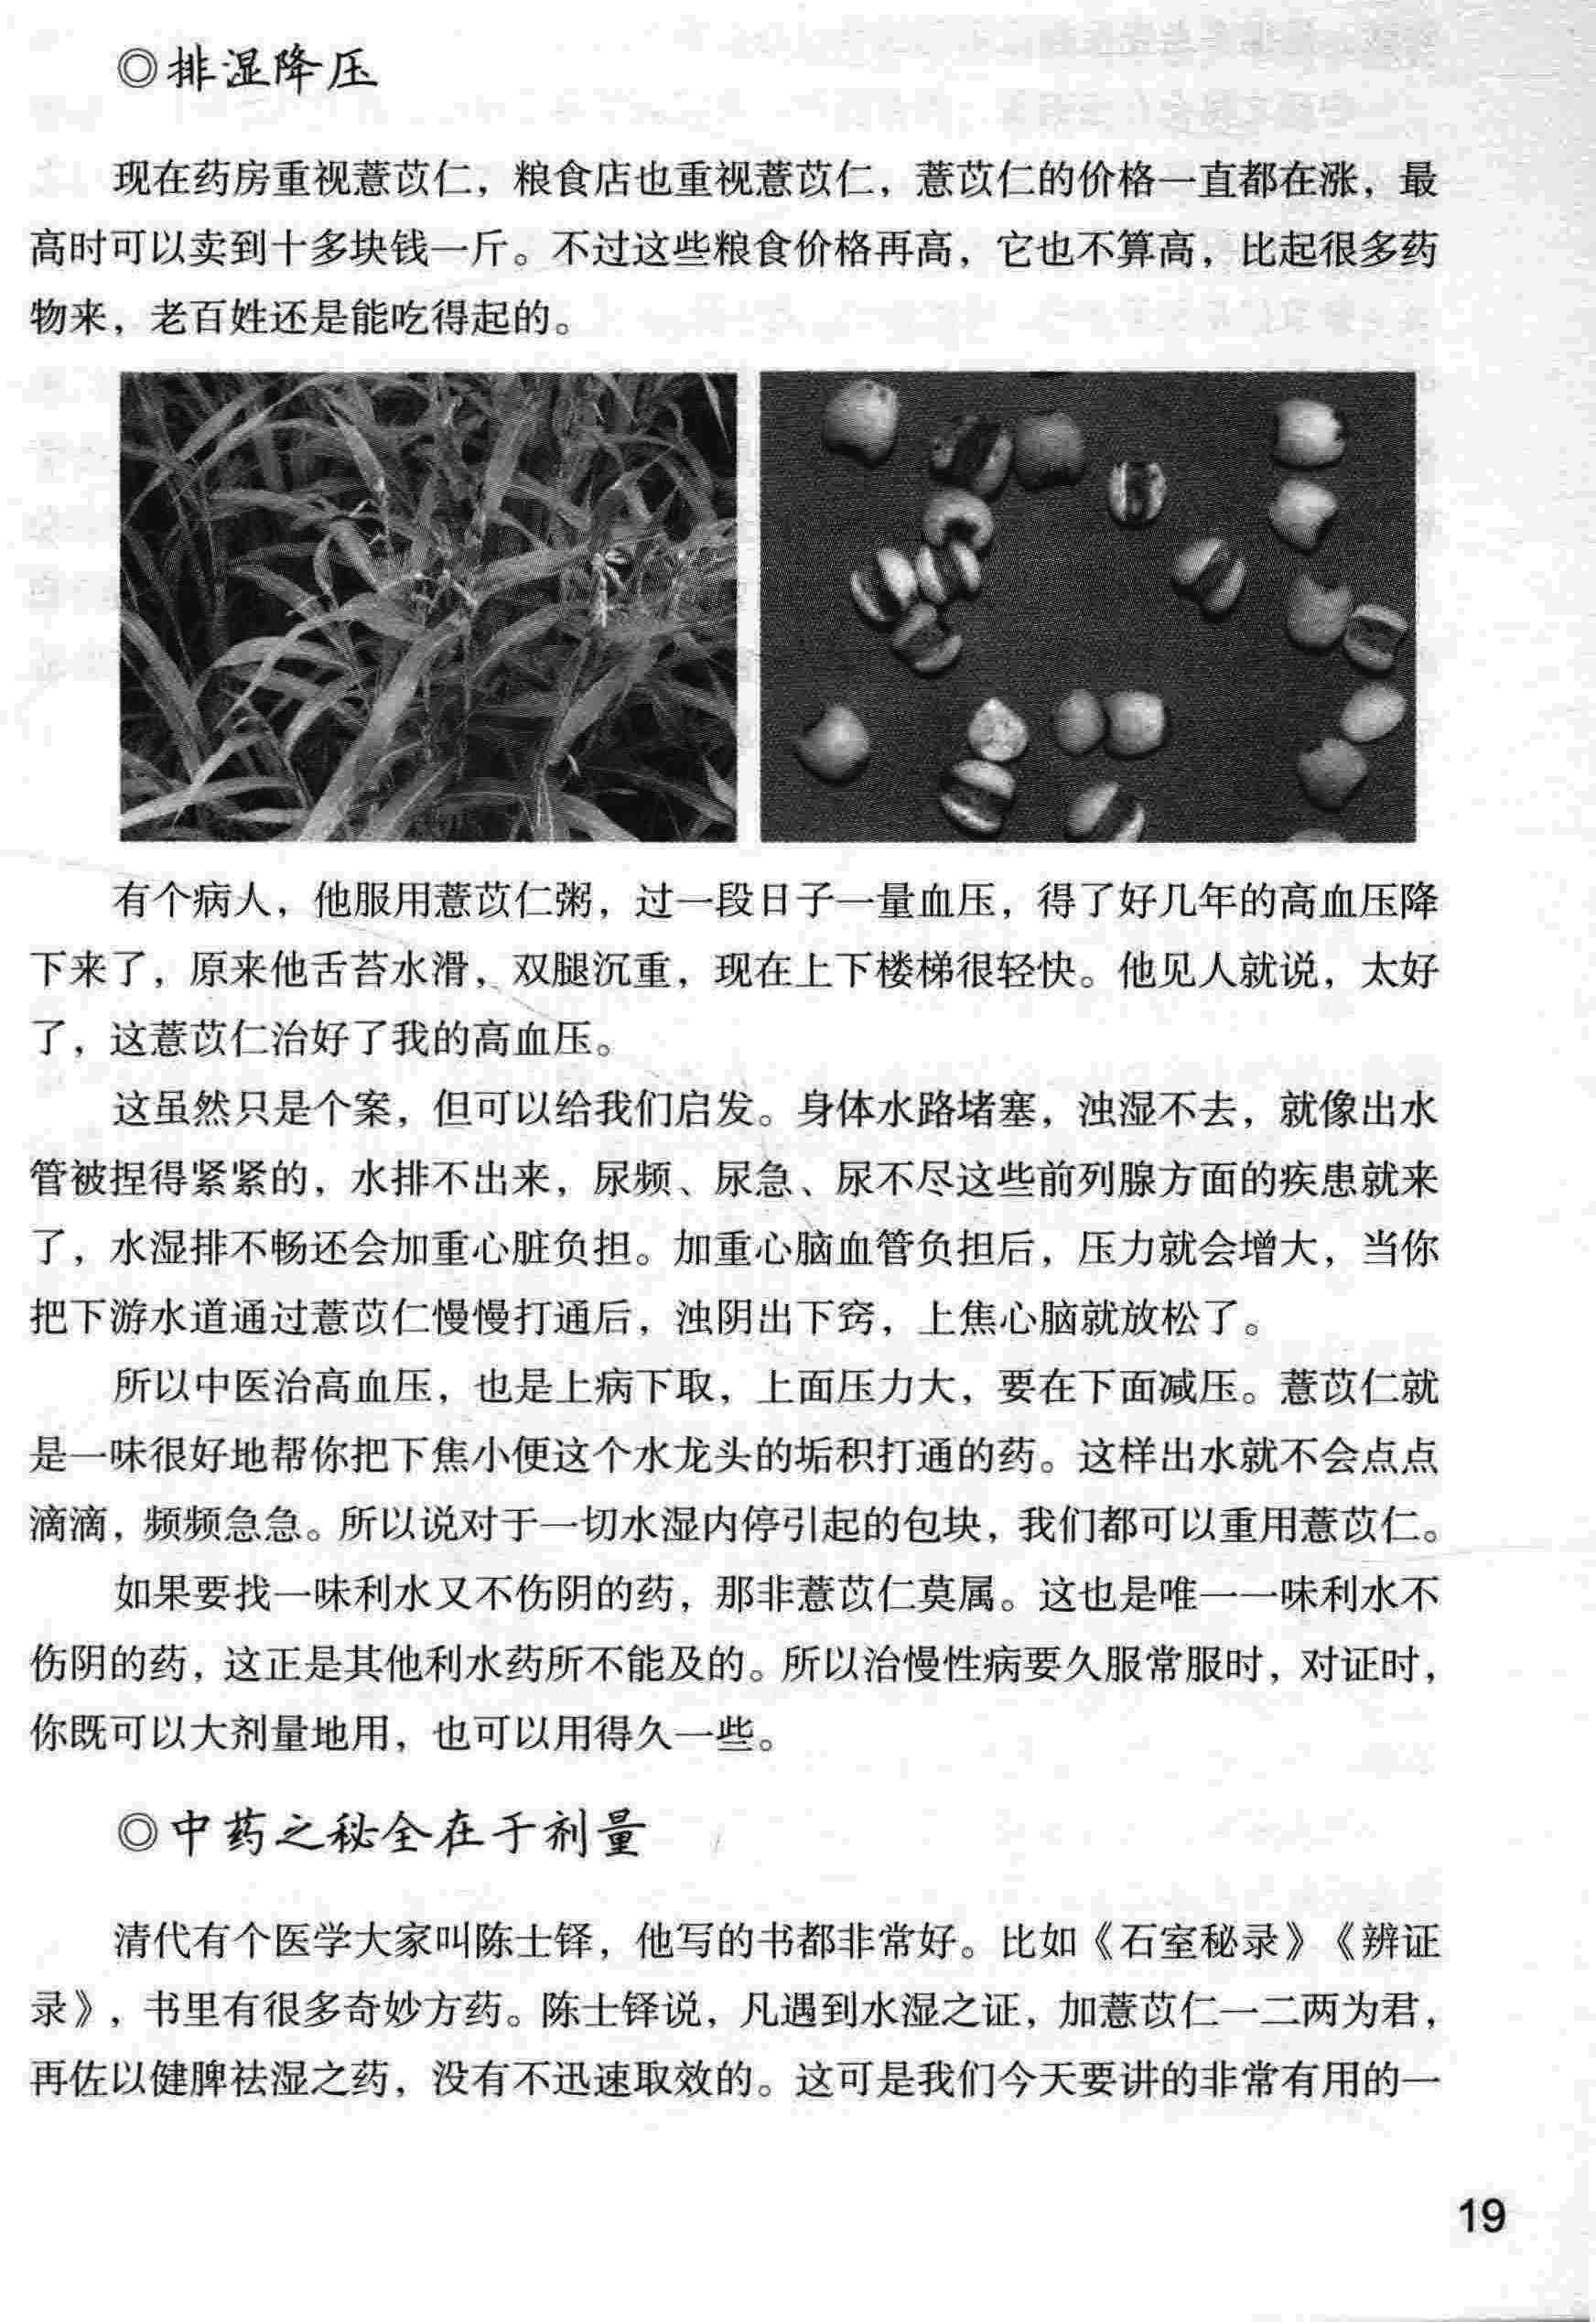 ◎排湿降压
现在药房重视薏苡仁，粮食店也重视薏苡仁，薏苡仁的价格一直都在涨，最
高时可以卖到十多块钱一斤。不过这些粮食价格再高，它也不算高，比起很多药
物来，老百姓还是能吃得起的。
有个病人，他服用薏苡仁粥，过一段日子一量血压，得了好几年的高血压降
下来了，原来他舌苔水滑，双腿沉重，现在上下楼梯很轻快。他见人就说，太好
了，这薏苡仁治好了我的高血压。
这虽然只是个案，但可以给我们启发。身体水路堵塞，浊湿不去，就像出水
管被捏得紧紧的，水排不出来，尿频、尿急、尿不尽这些前列腺方面的疾患就来
了，水湿排不畅还会加重心脏负担。加重心脑血管负担后，压力就会增大，当你
把下游水道通过薏苡仁慢慢打通后，浊阴出下窍，上焦心脑就放松了。
所以中医治高血压，也是上病下取，上面压力大，要在下面减压。薏苡仁就
是一味很好地帮你把下焦小便这个水龙头的垢积打通的药。这样出水就不会点点
滴滴，频频急急。所以说对于一切水湿内停引起的包块，我们都可以重用薏苡仁。
如果要找一味利水又不伤阴的药，那非薏苡仁莫属。这也是唯一一味利水不
伤阴的药，这正是其他利水药所不能及的。所以治慢性病要久服常服时，对证时，
你既可以大剂量地用，也可以用得久一些。
◎中药之秘全在于剂量
清代有个医学大家叫陈士铎，他写的书都非常好。比如《石室秘录》《辨证
录》，书里有很多奇妙方药。陈士铎说，凡遇到水湿之证，加薏苡仁一二两为君，
再佐以健脾祛湿之药，没有不迅速取效的。这可是我们今天要讲的非常有用的一
19